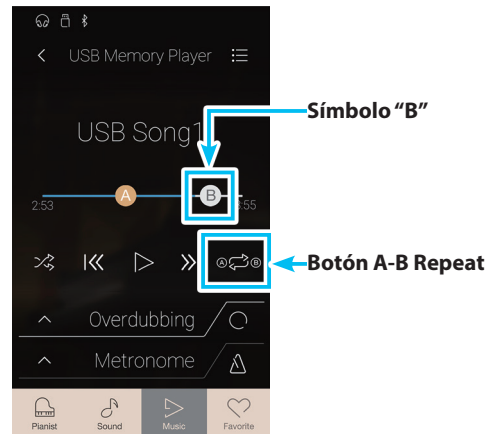 USB Memory Player
Símbolo “B”
USB Song1
A
B
2:53
:55
A B
Botón A-B Repeat
Overdubbing
Metronome
Pianist Sound Music Favorite